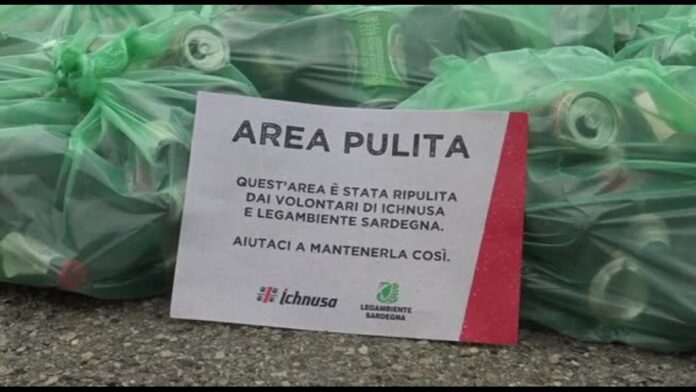 AREA PULITA
QUEST'AREA È STATA RIPULITA
DAI VOLONTARI DI ICHNUSA
E LEGAMBIENTE SARDEGNA.
AIUTACI A MANTENERLA COSÌ.
ichnusa
LEGAMBIENTE
SARDEGNA